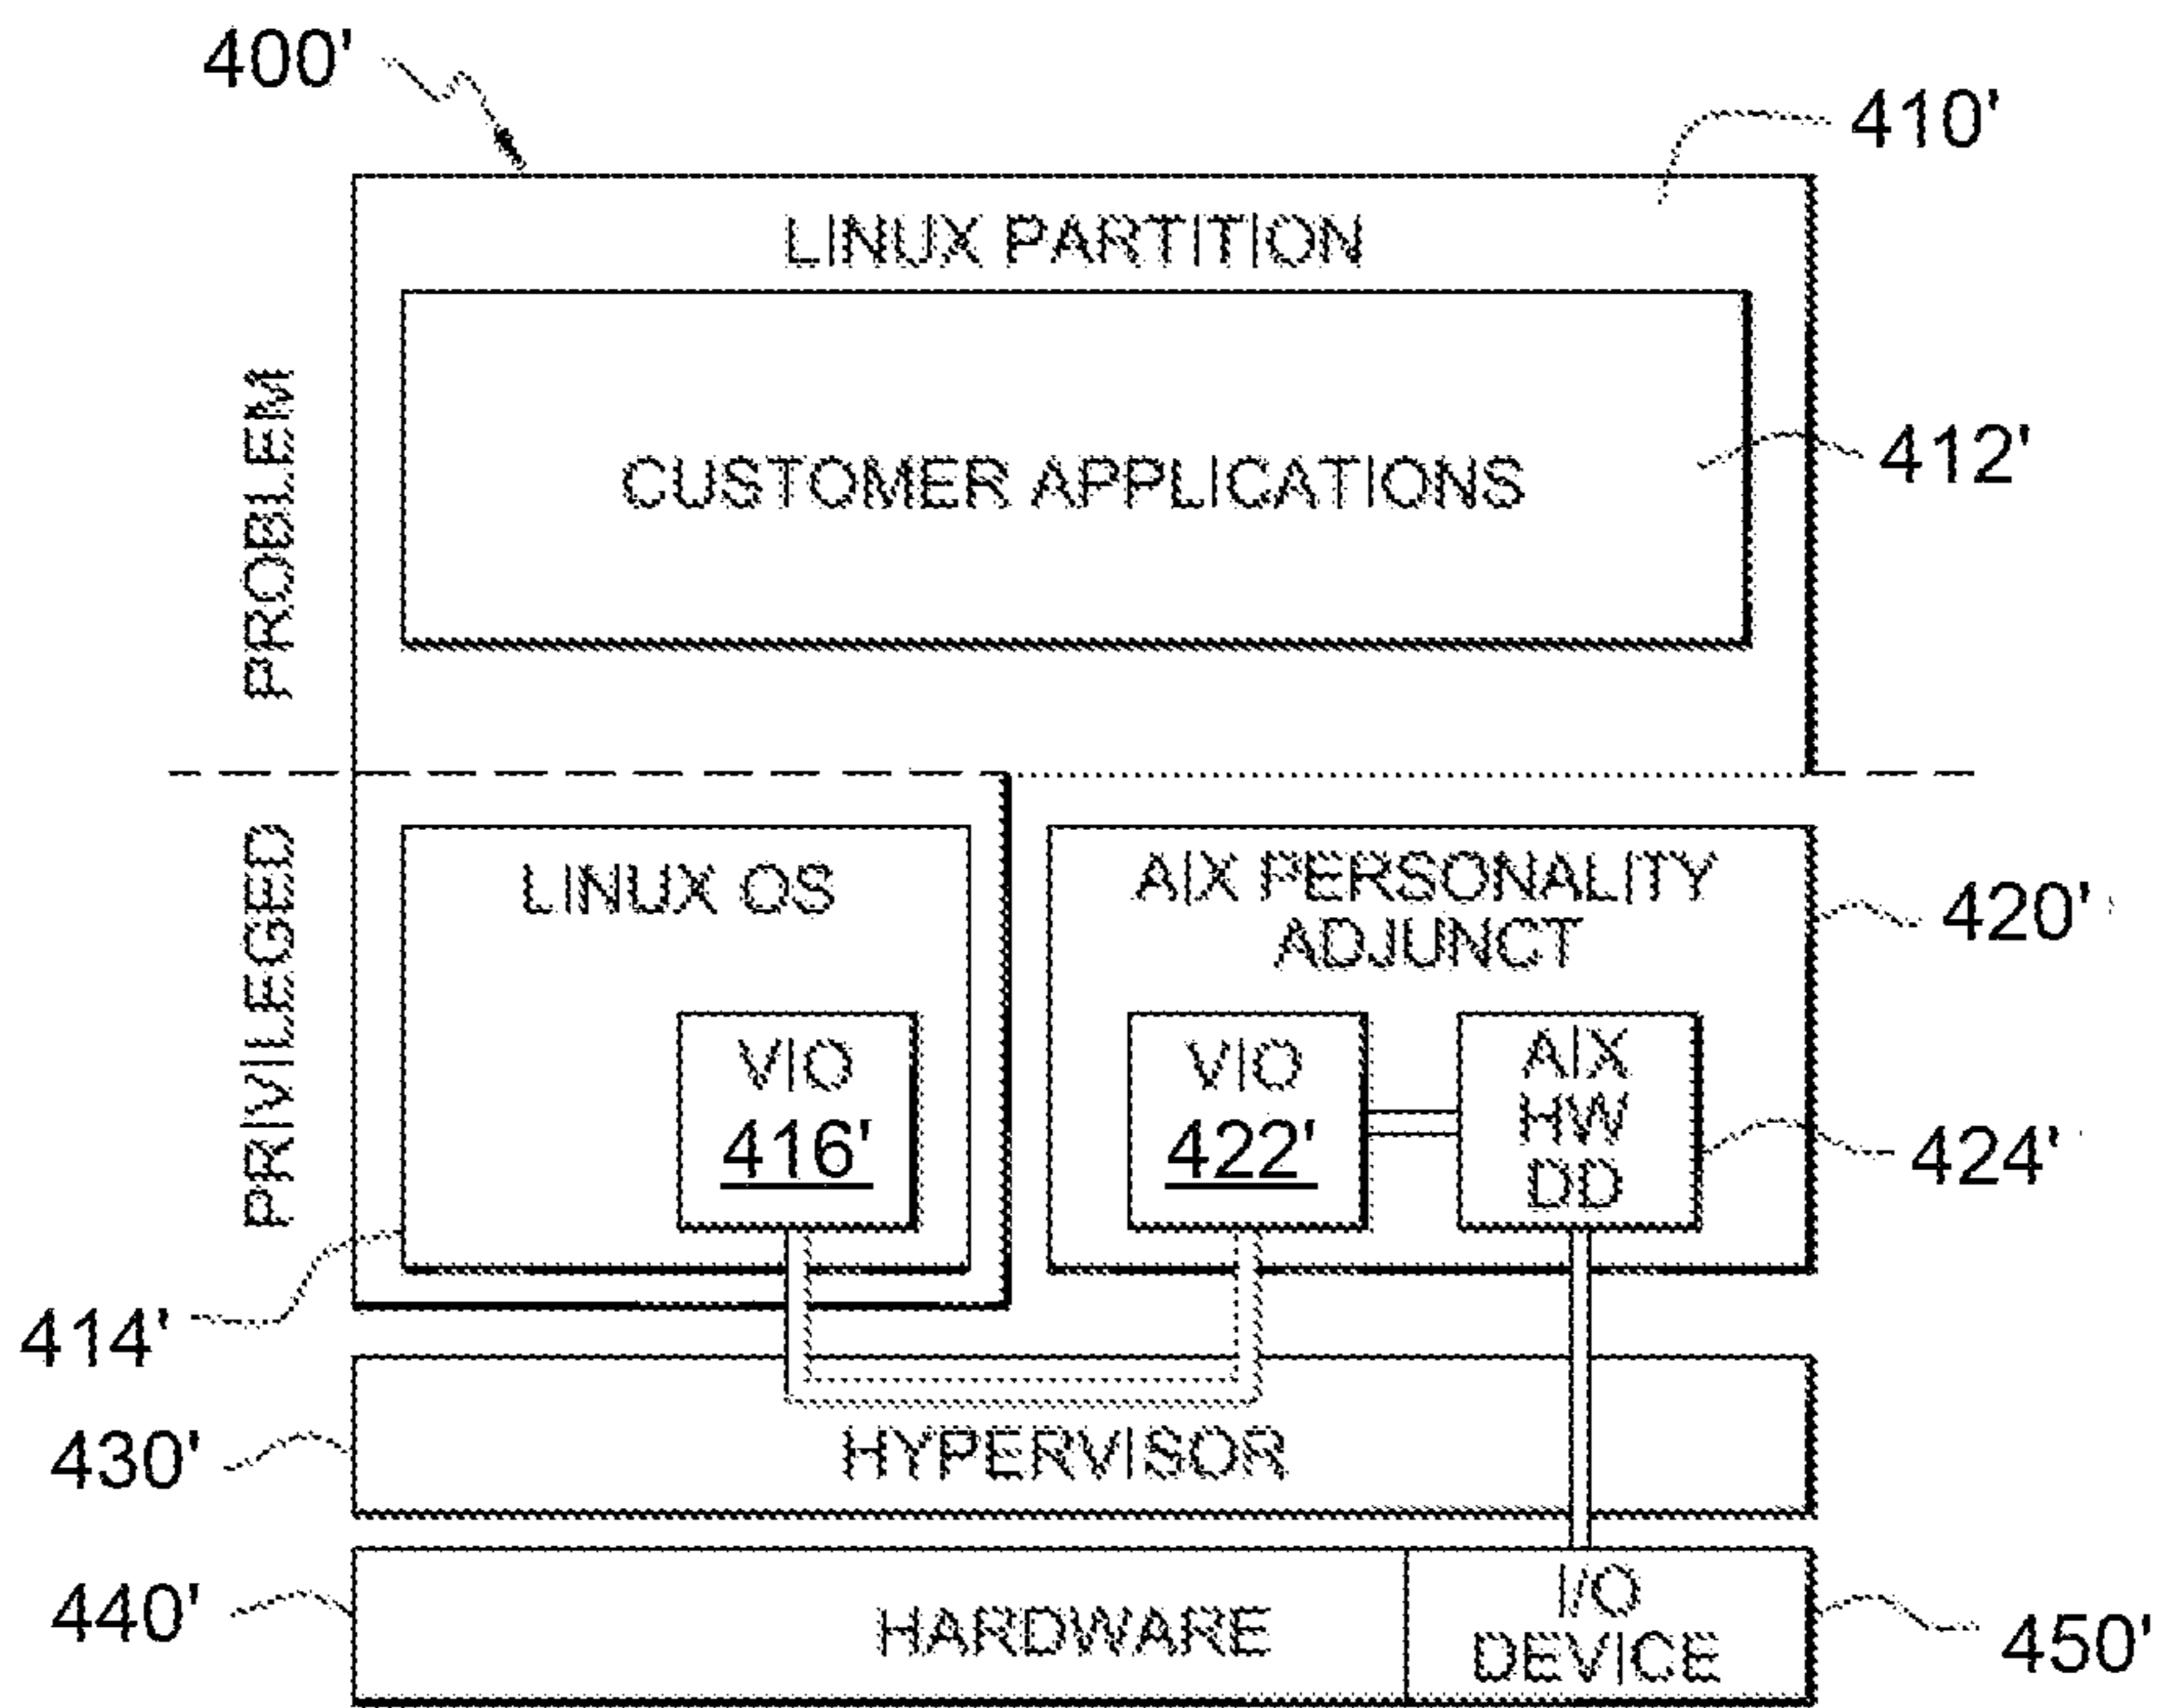 400'
410'
LINUX PARTITION
CUSTOMER APPLICATIONS
412'
PROBLEM
PRIVILEGED
LINUX OS
VIO
416'
414'
AIX PERSONALITY
ADJUNCT
420'
VIO
422'
AIX
HW
DD
424'
430'
HYPERVISOR
440'
HARDWARE
I/O
DEVICE
450'